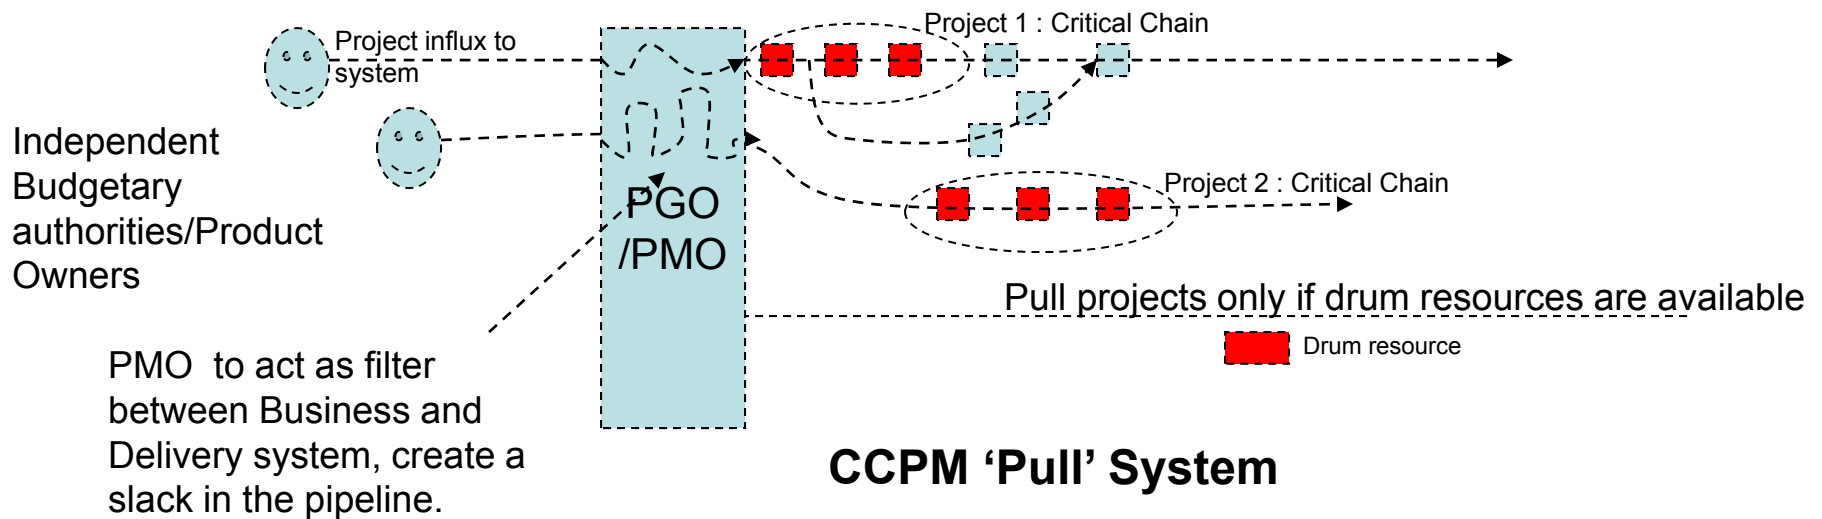 Project 1 : Critical Chain
Project influx to
system
Independent
Budgetary
authorities/Product
Owners
Project 2 : Critical Chain
PGO
/PMO
Pull projects only if drum resources are available
Drum resource
PMO  to act as filter
between Business and
Delivery system, create a
slack in the pipeline.
CCPM ‘Pull’ System